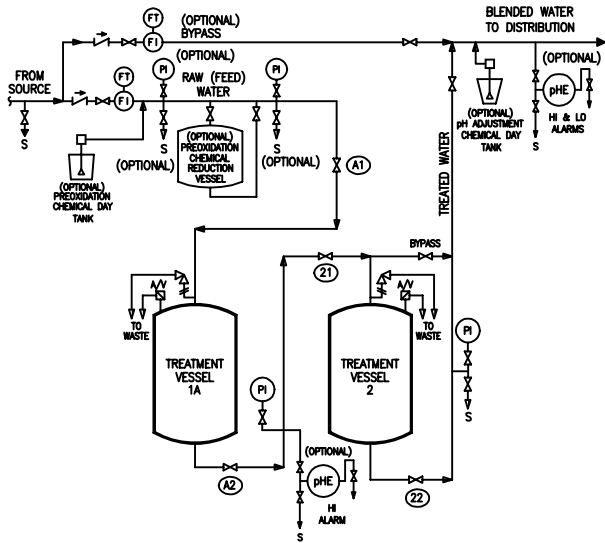 BLENDED WATER
TO DISTRIBUTION
FT
FI
(OPTIONAL)
BYPASS
(OPTIONAL)
(OPTIONAL)
FROM
SOURCE
FT
FI
PI
RAW (FEED)
WATER
PI
pHE
S
S
S
S
HI & LO
ALARMS
(OPTIONAL)
pH ADJUSTMENT
CHEMICAL DAY
TANK
(OPTIONAL)
PREOXIDATION
CHEMICAL
REDUCTION
VESSEL
(OPTIONAL)
(OPTIONAL)
A1
(OPTIONAL)
PREOXIDATION
CHEMICAL DAY
TANK
TREATED WATER
21
BYPASS
A/V
TO
WASTE
A/V
TO
WASTE
TREATMENT
VESSEL
1A
TREATMENT
VESSEL
2
PI
PI
S
(OPTIONAL)
pHE
A2
22
HI
ALARM
S